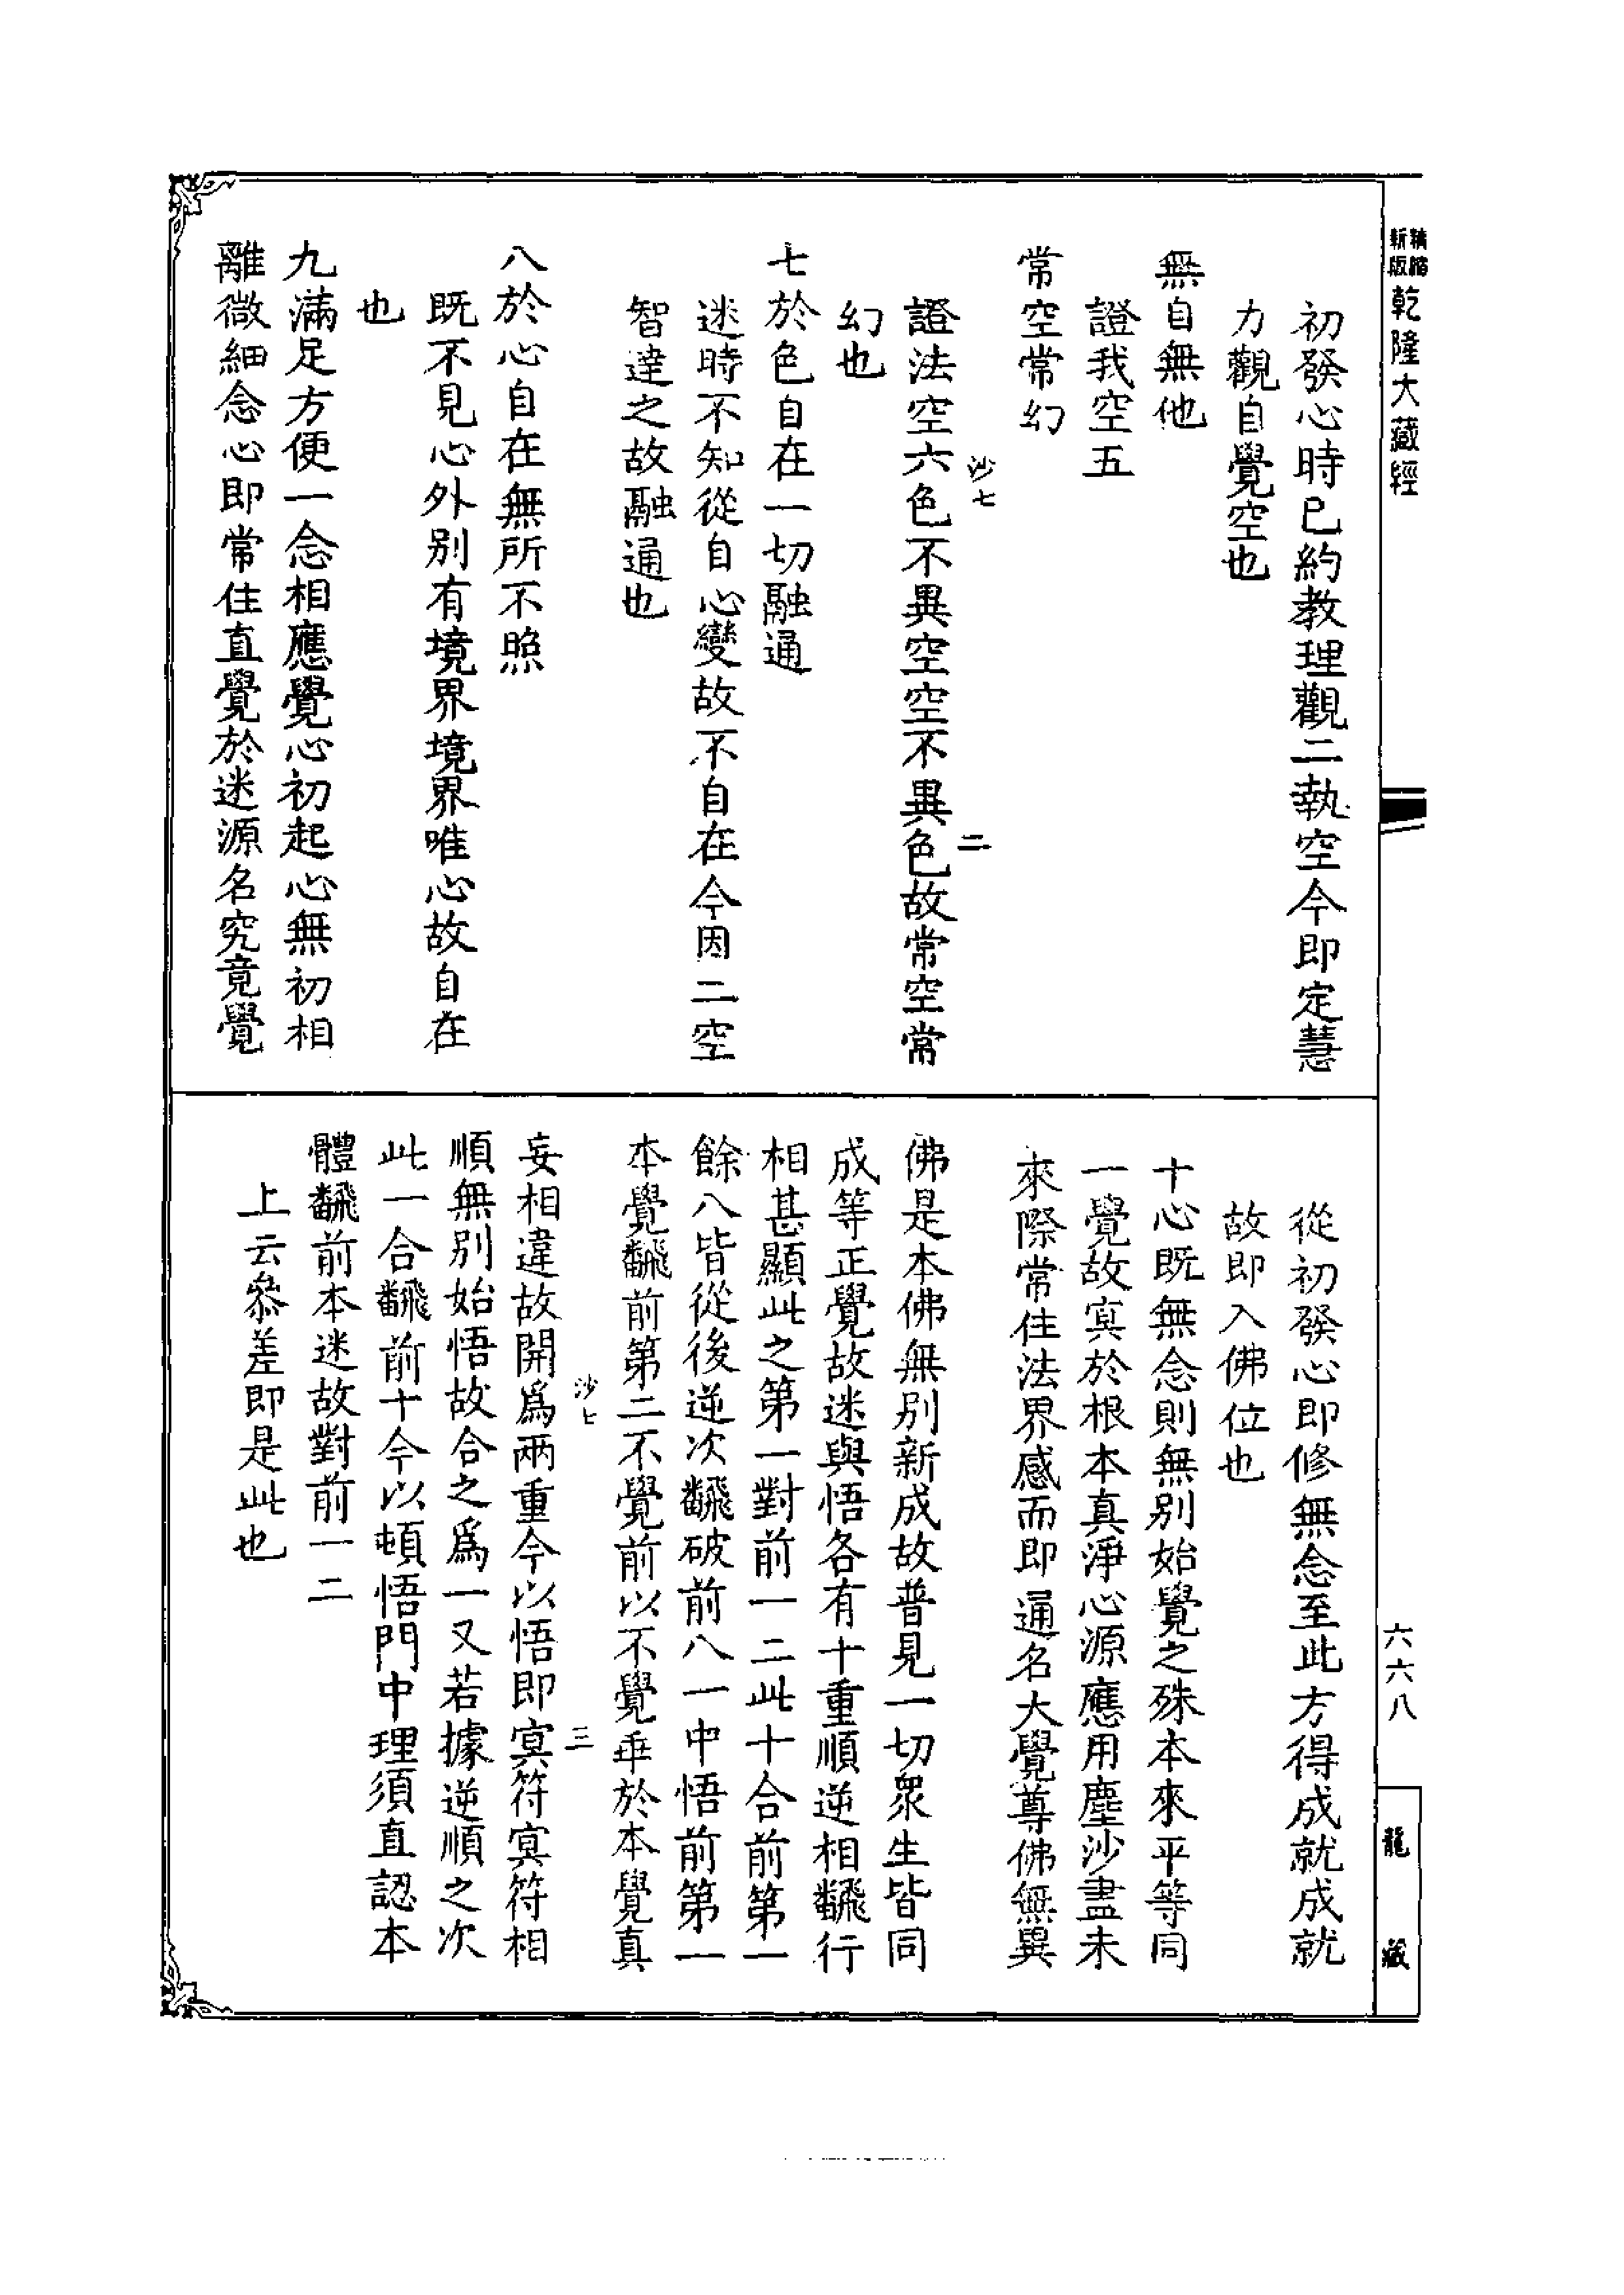 新版
精縮
乾隆大藏經
初發心時已約教理觀二執空今即定慧
力觀自覺空也
無自無他
證我空五
常空常幻
沙七
二
證法空六色不異空空不異色故常空常
幻也
七於色自在一切融通
迷時不知從自心變故不自在今因二空
智達之故融通也
八於心自在無所不照
既不見心外別有境界境界唯心故自在
也
九滿足方便一念相應覺心初起心無初相
離微細念心即常住直覺於迷源名究竟覺
從初發心即修無念至此方得成就成就
故即入佛位也
十心既無念則無別始覺之殊本來平等同
一覺故冥於根本真淨心源應用塵沙盡未
來際常住法界感而即通名大覺尊佛無異
佛是本佛無別新成故普見一切眾生皆同
成等正覺故迷與悟各有十重順逆相飜行
相甚顯此之第一對前一二此十合前第一
餘八皆從後逆次飜破前八一中悟前第一
本覺飜前第二不覺前以不覺乖於本覺真
沙七
三
妄相違故開爲兩重今以悟即冥符冥符相
順無別始悟故合之爲一又若據逆順之次
此一合飜前十今以頓悟門中理須直認本
體飜前本迷故對前一二
上云叅差即是此也
六六八
龍藏